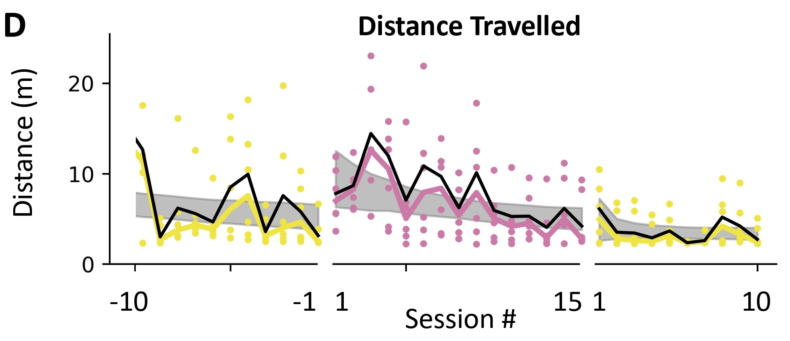 D
Distance Travelled
Distance (m)
20
10
0
-10 -1 1 15 1 10
Session #